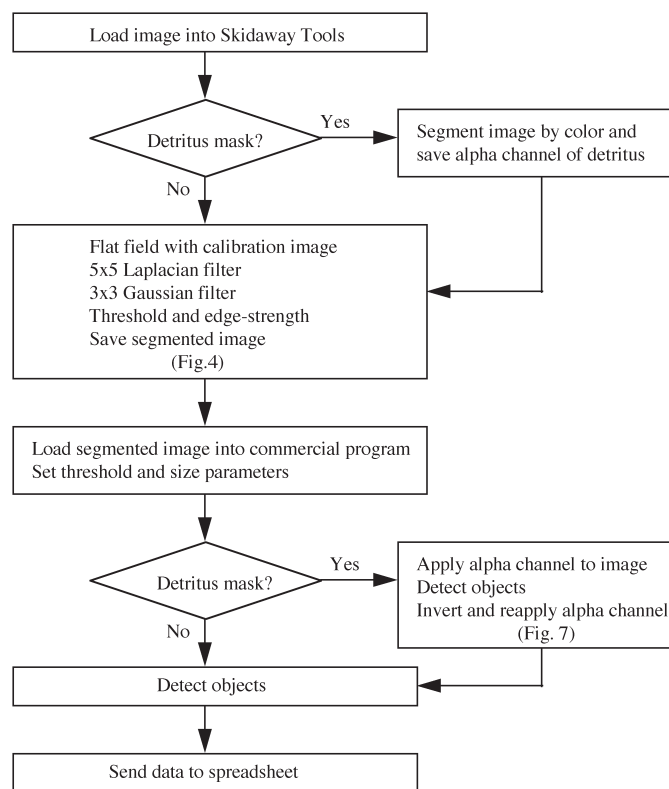 Load image into Skidaway Tools
Detritus mask?
Yes
Segment image by color and
save alpha channel of detritus
No
Flat field with calibration image
5x5 Laplacian filter
3x3 Gaussian filter
Threshold and edge-strength
Save segmented image
(Fig.4)
Load segmented image into commercial program
Set threshold and size parameters
Detritus mask?
Yes
Apply alpha channel to image
Detect objects
Invert and reapply alpha channel
(Fig. 7)
No
Detect objects
Send data to spreadsheet